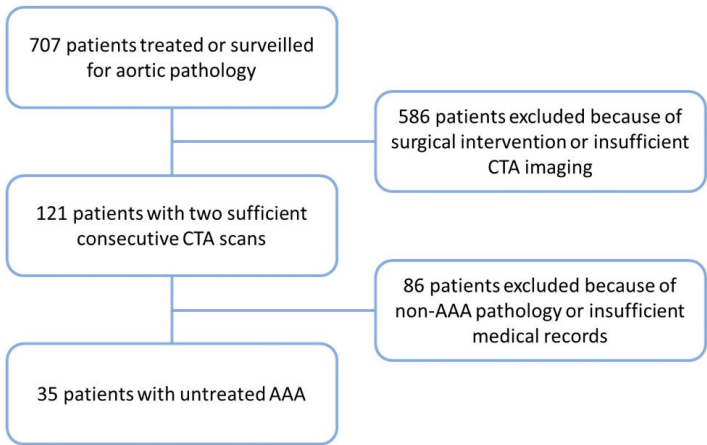 707 patients treated or surveilled
for aortic pathology
586 patients excluded because of
surgical intervention or insufficient
CTA imaging
121 patients with two sufficient
consecutive CTA scans
86 patients excluded because of
non-AAA pathology or insufficient
medical records
35 patients with untreated AAA